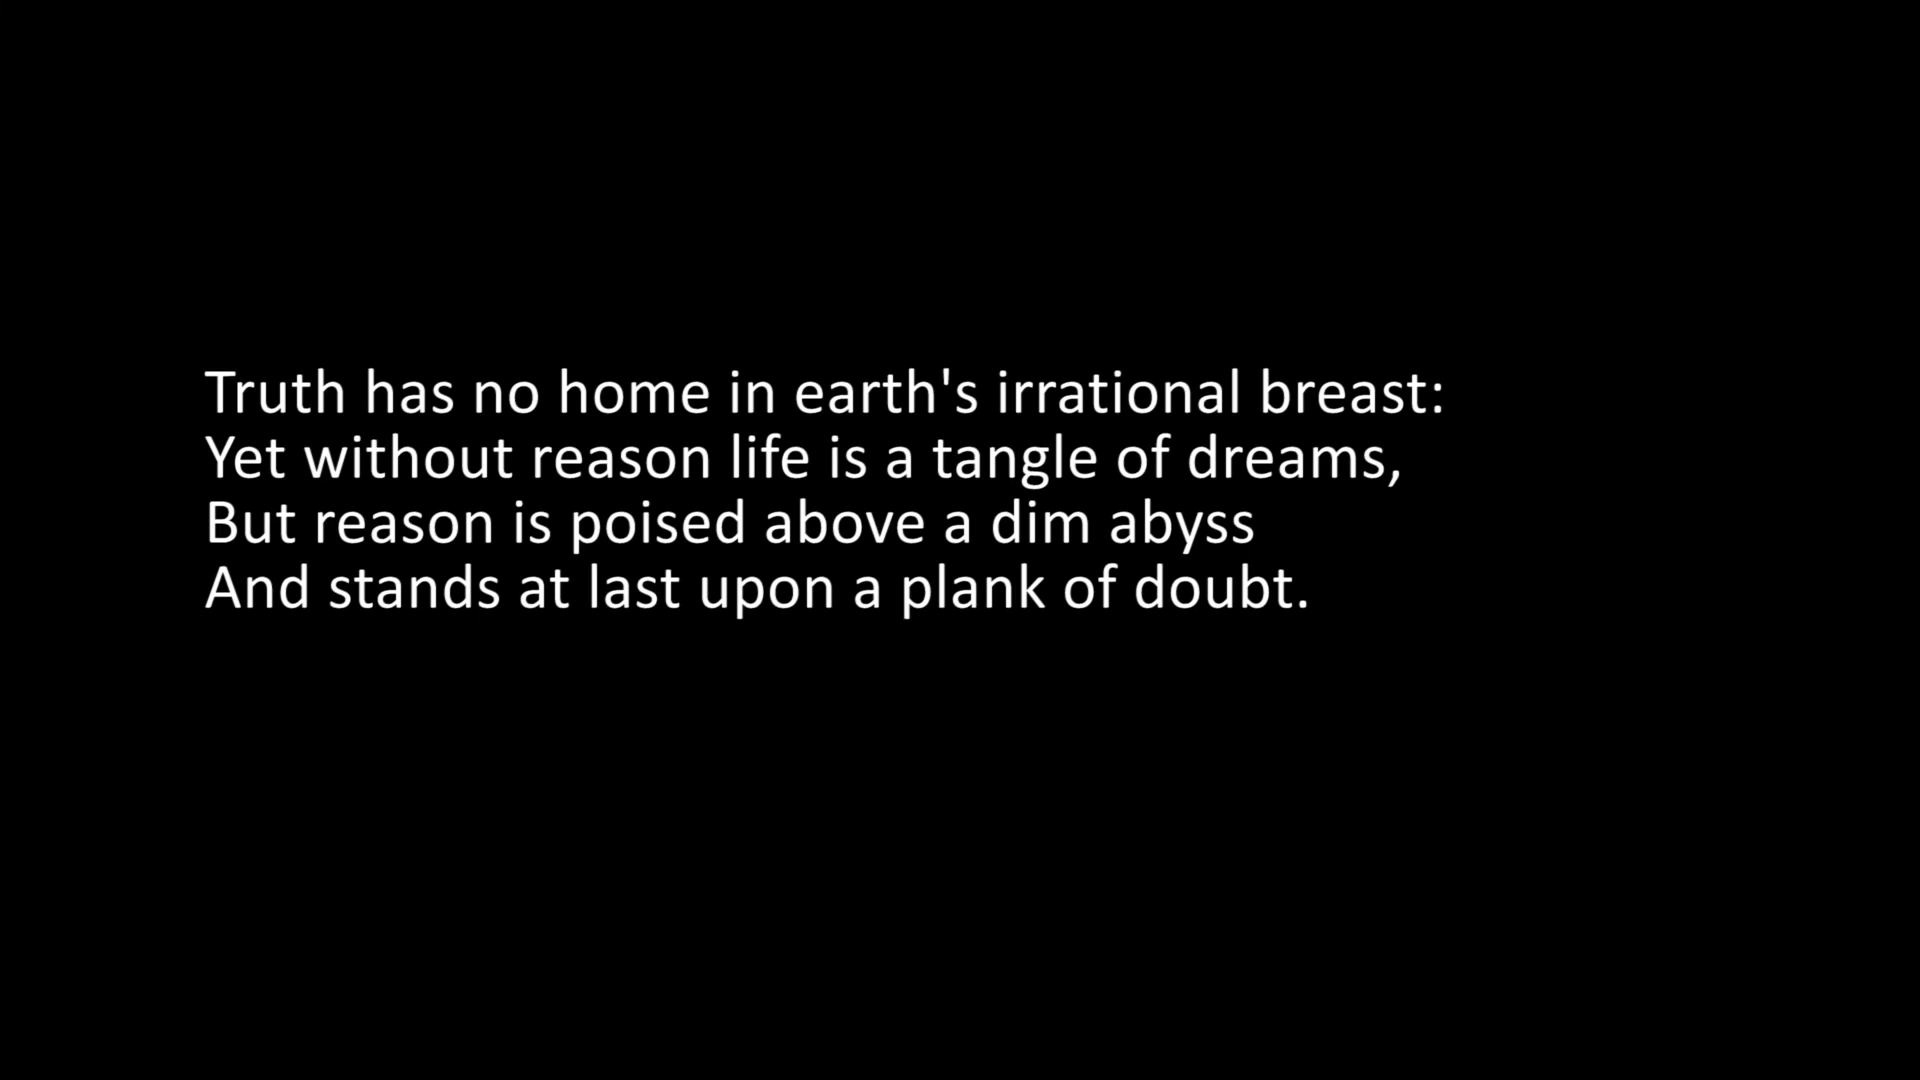 Truth has no home in earth's irrational breast:
Yet without reason life is a tangle of dreams,
But reason is poised above a dim abyss
And stands at last upon a plank of doubt.